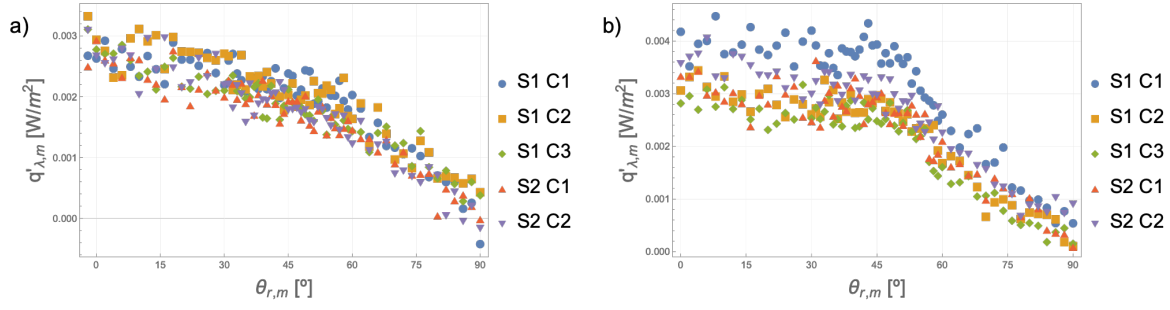 a)
0.003
0.002
0.001
0.000
q'λ,m [W/m²]
0 15 30 45 60 75 90
θr,m [º]
S1 C1
S1 C2
S1 C3
S2 C1
S2 C2
b)
0.004
0.003
0.002
0.001
0.000
q'λ,m [W/m²]
0 15 30 45 60 75 90
θr,m [º]
S1 C1
S1 C2
S1 C3
S2 C1
S2 C2